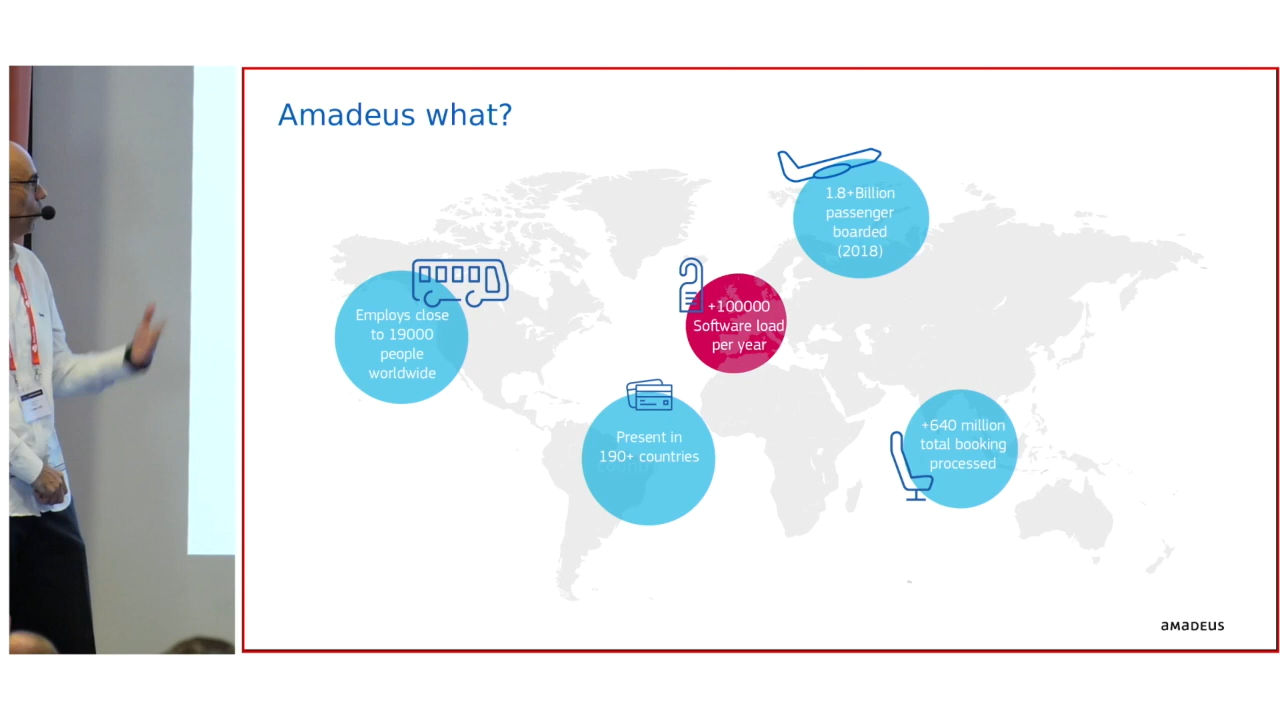 Amadeus what?
1.8+Billion
passenger
boarded
(2018)
Employs close
to 19000
people
worldwide
+100000
Software load
per year
Present in
190+ countries
+640 million
total booking
processed
amadeus